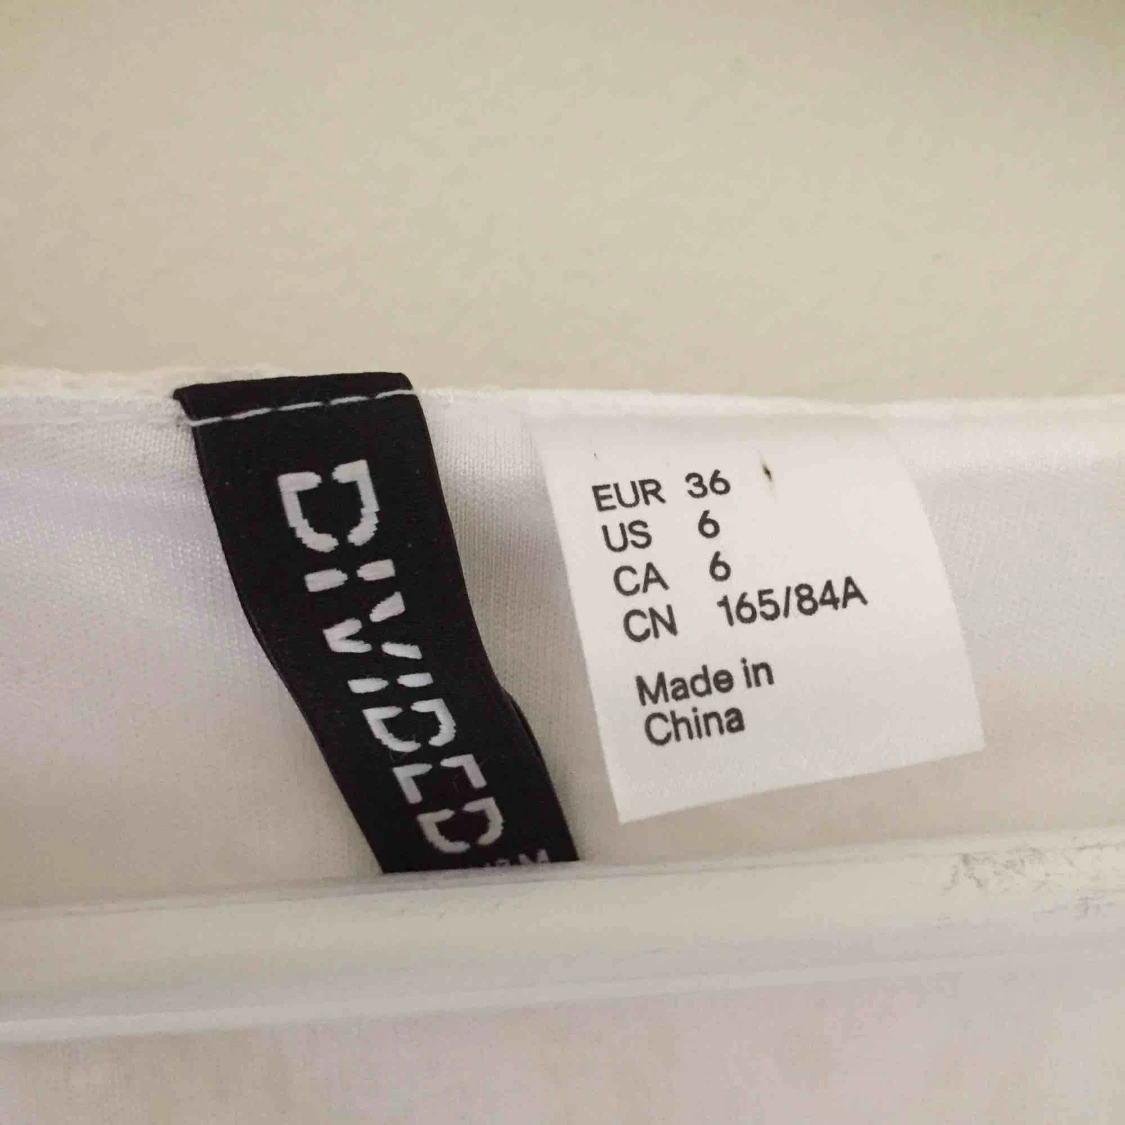 DIVIDED
H&M
EUR 36
US 6
CA 6
CN 165/84A
Made in
China